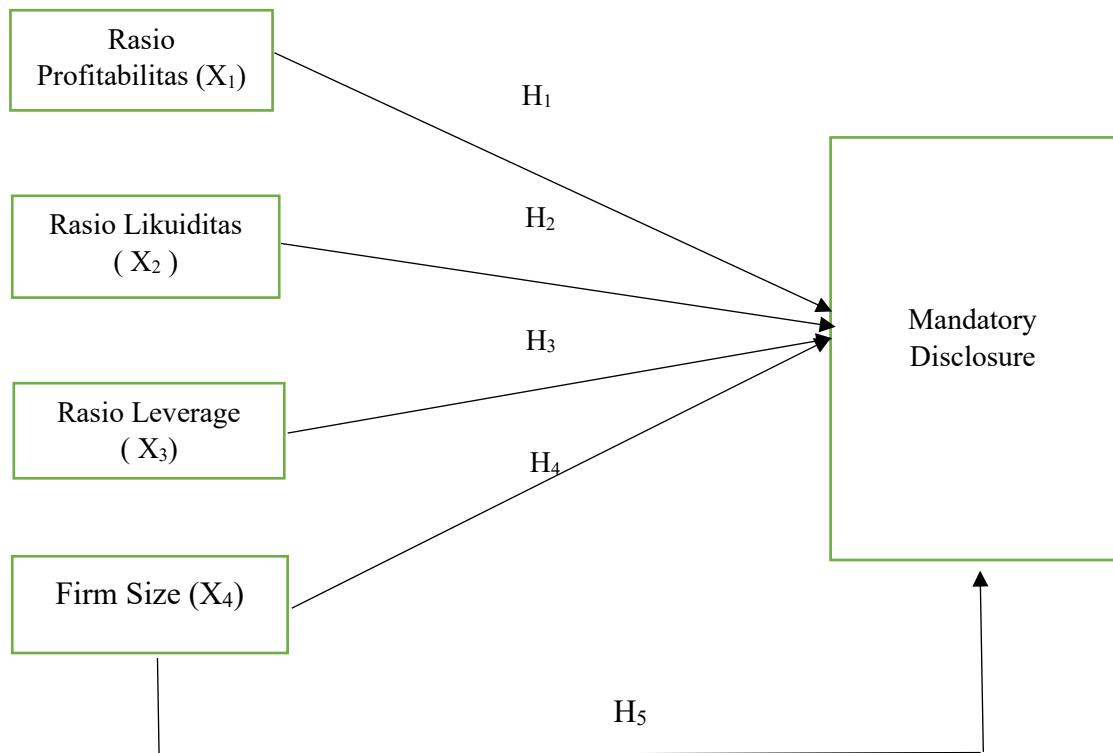 Rasio
Profitabilitas (X₁)
H₁
Rasio Likuiditas
( X₂ )
H₂
Mandatory
Disclosure
H₃
Rasio Leverage
( X₃)
H₄
Firm Size (X₄)
H₅